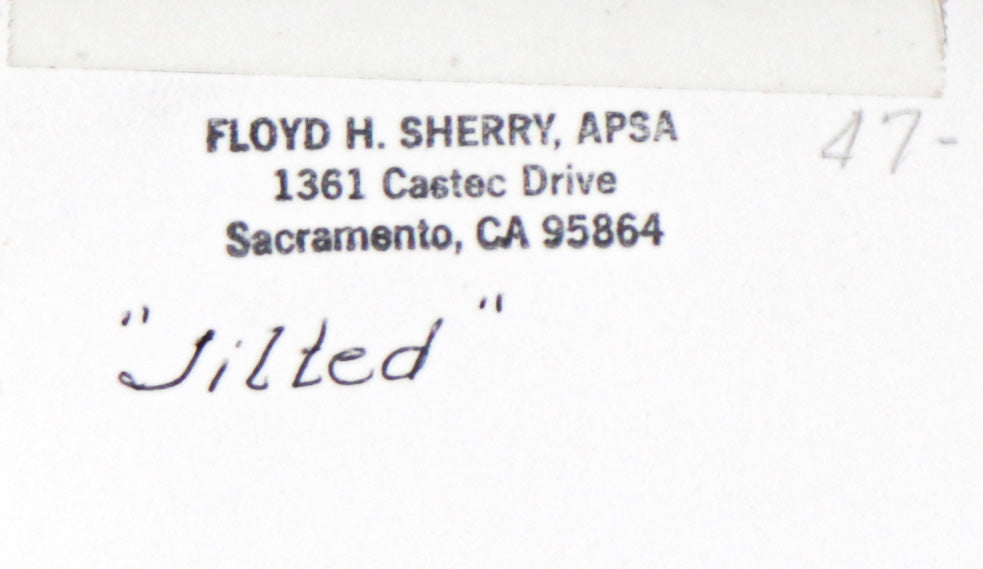 FLOYD H. SHERRY, APSA
1361 Castec Drive
Sacramento, CA 95864
47-
"Jilted"